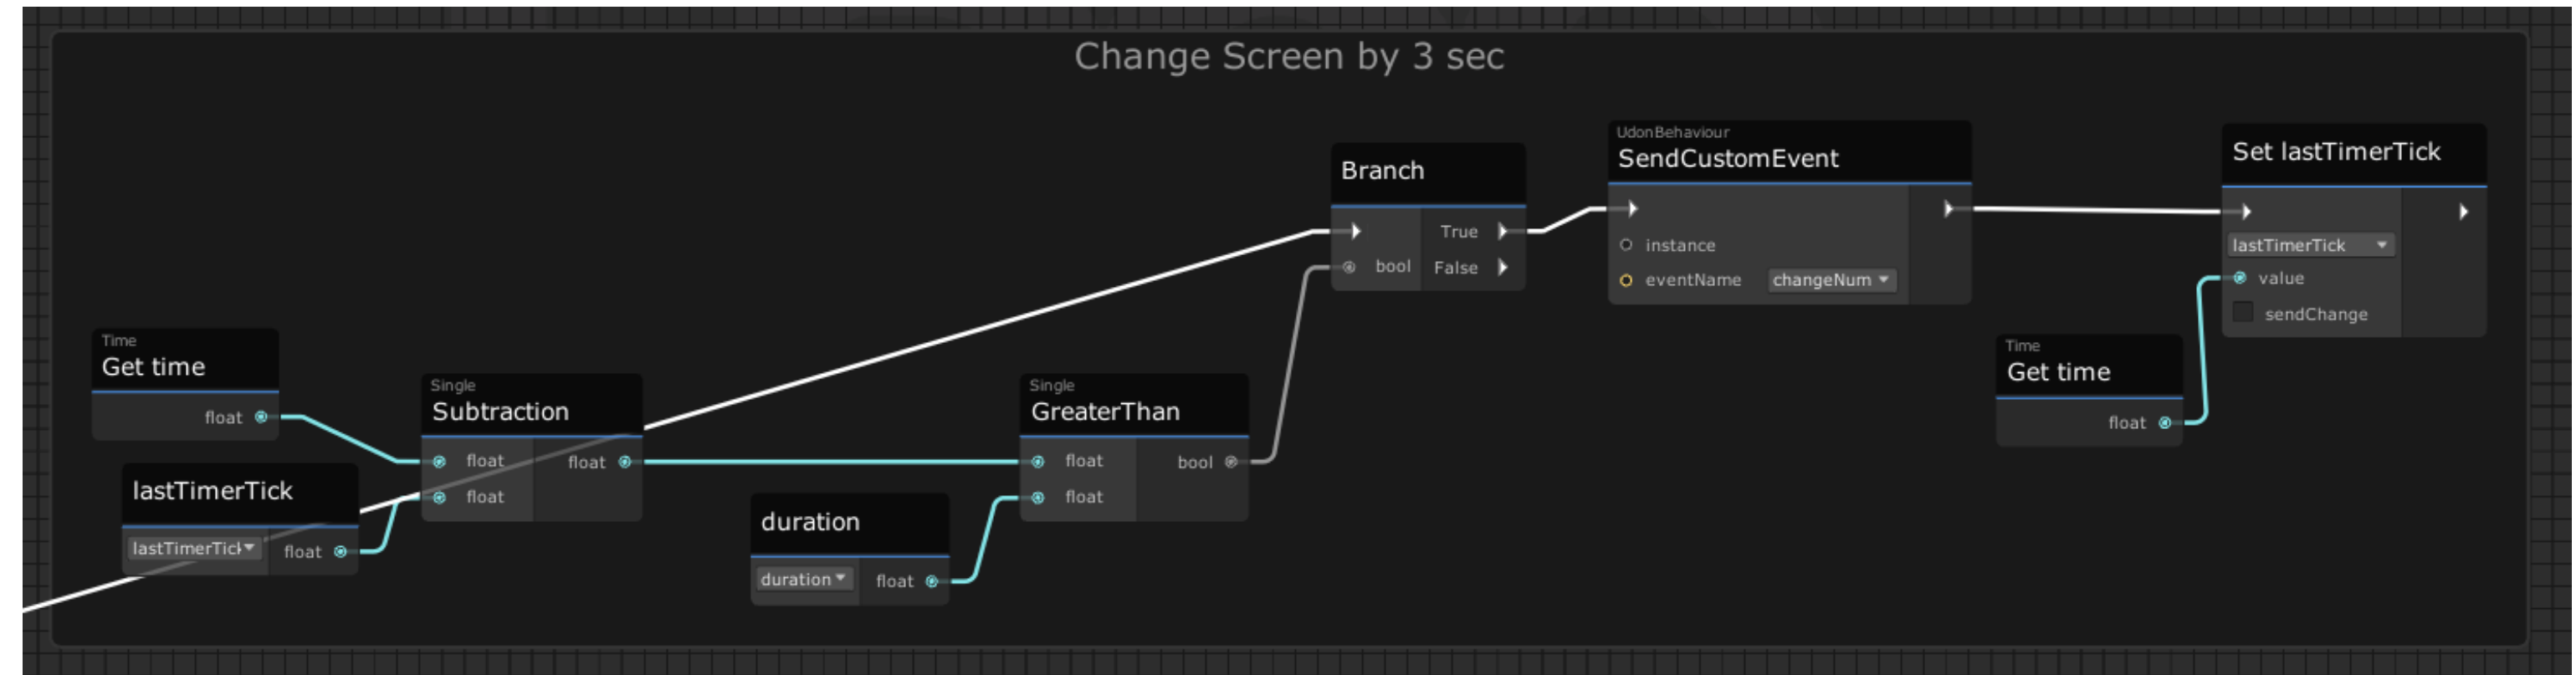 Change Screen by 3 sec
Time
Get time
float
lastTimerTick
lastTimerTick
float
Single
Subtraction
float
float
float
duration
duration
float
Single
GreaterThan
float
bool
float
Branch
True
bool
False
UdonBehaviour
SendCustomEvent
instance
eventName
changeNum
Time
Get time
float
Set lastTimerTick
lastTimerTick
value
sendChange